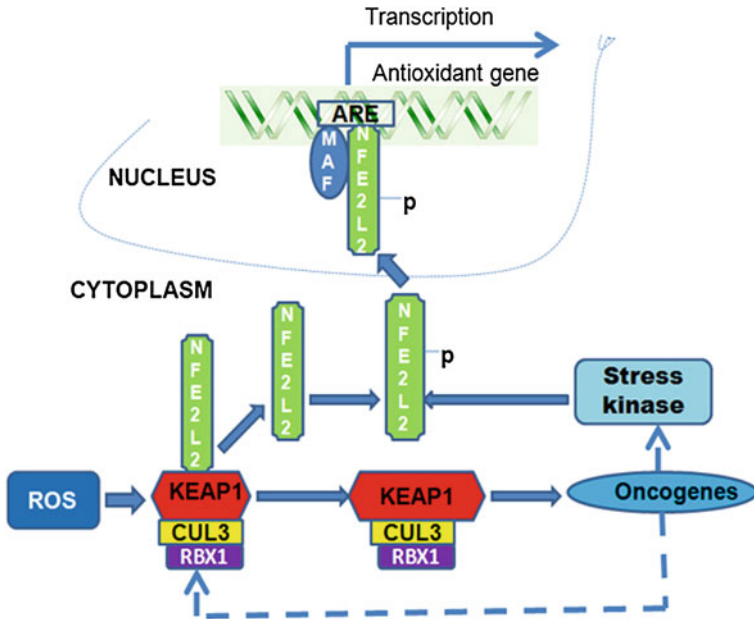 Transcription
Antioxidant gene
ARE
MAF
NFE2L2
p
NUCLEUS
CYTOPLASM
NFE2L2
NFE2L2
NFE2L2
p
Stress
kinase
ROS
KEAP1
KEAP1
Oncogenes
CUL3
CUL3
RBX1
RBX1